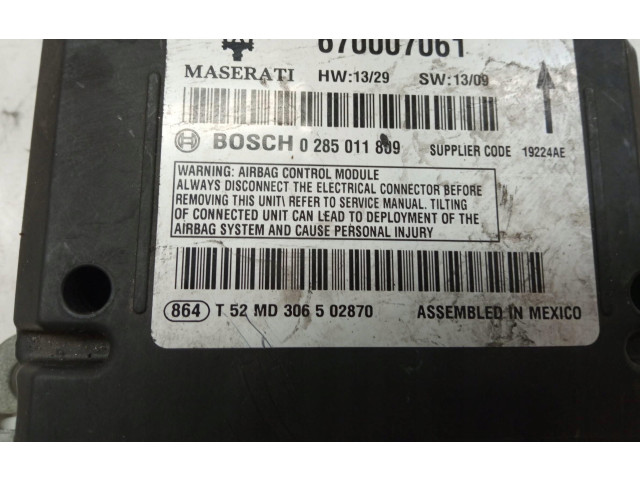 670007061
MASERATI HW:13/29 SW:13/09
BOSCH 0 285 011 809 SUPPLIER CODE 19224AE
WARNING: AIRBAG CONTROL MODULE
ALWAYS DISCONNECT THE ELECTRICAL CONNECTOR BEFORE
REMOVING THIS UNIT\ REFER TO SERVICE MANUAL. TILTING
OF CONNECTED UNIT CAN LEAD TO DEPLOYMENT OF THE
AIRBAG SYSTEM AND CAUSE PERSONAL INJURY
864 T 52 MD 306 5 02870 ASSEMBLED IN MEXICO